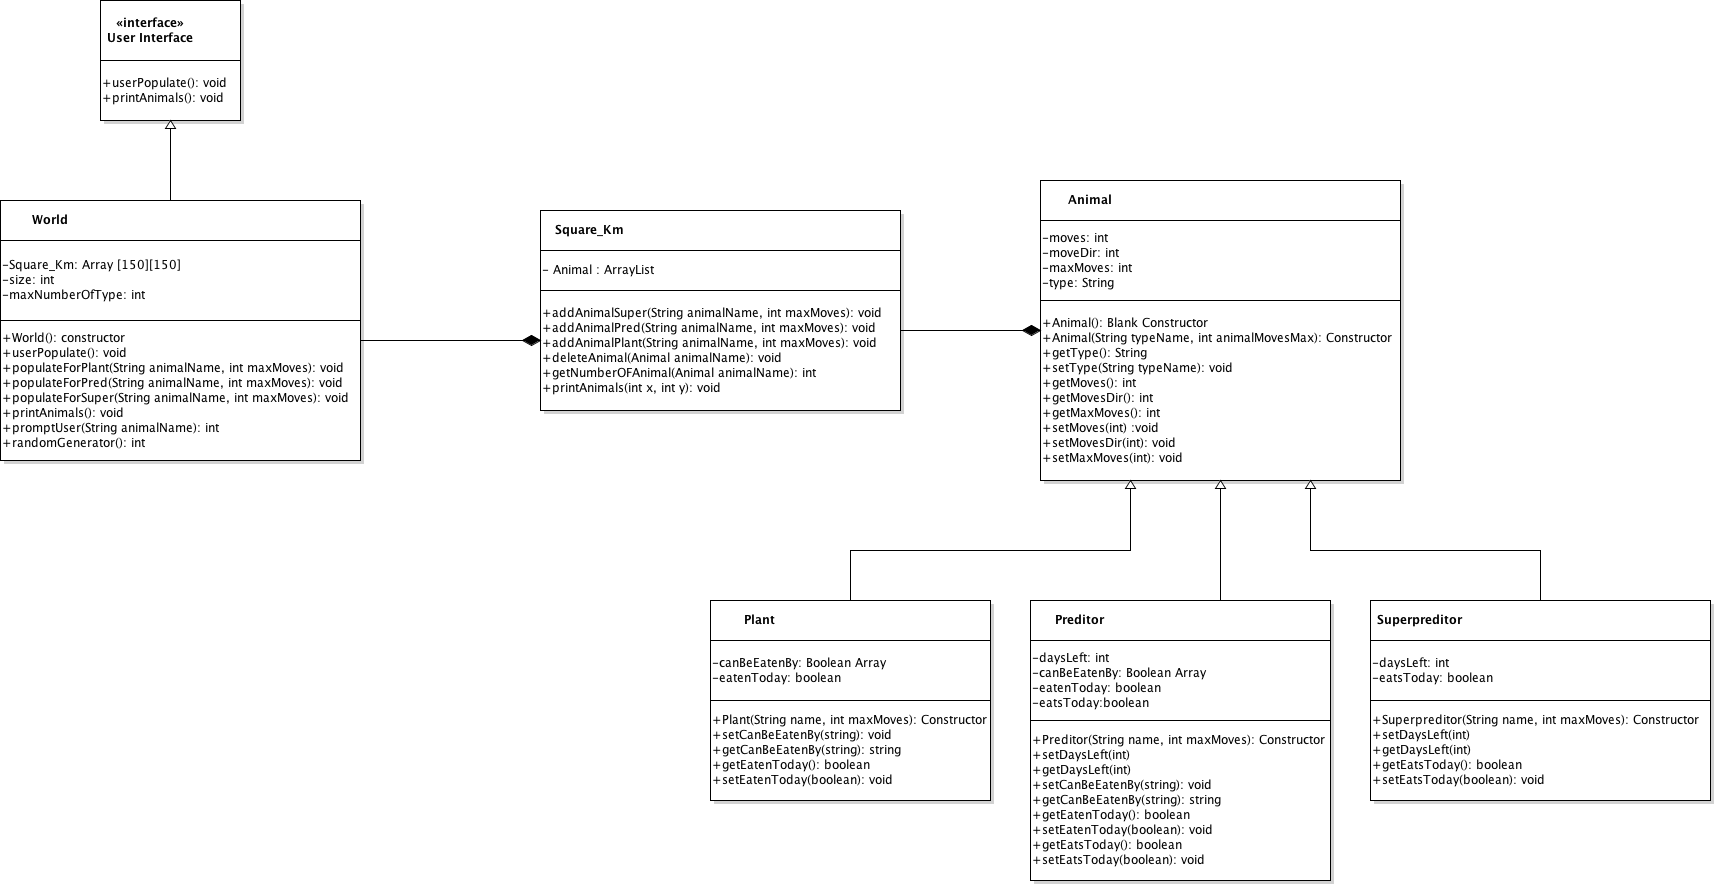 «interface»
User Interface
+userPopulate(): void
+printAnimals(): void
World
-Square_Km: Array [150][150]
-size: int
-maxNumberOfType: int
+World(): constructor
+userPopulate(): void
+populateForPlant(String animalName, int maxMoves): void
+populateForPred(String animalName, int maxMoves): void
+populateForSuper(String animalName, int maxMoves): void
+printAnimals(): void
+promptUser(String animalName): int
+randomGenerator(): int
Square_Km
- Animal : ArrayList
+addAnimalSuper(String animalName, int maxMoves): void
+addAnimalPred(String animalName, int maxMoves): void
+addAnimalPlant(String animalName, int maxMoves): void
+deleteAnimal(Animal animalName): void
+getNumberOFAnimal(Animal animalName): int
+printAnimals(int x, int y): void
Animal
-moves: int
-moveDir: int
-maxMoves: int
-type: String
+Animal(): Blank Constructor
+Animal(String typeName, int animalMovesMax): Constructor
+getType(): String
+setType(String typeName): void
+getMoves(): int
+getMovesDir(): int
+getMaxMoves(): int
+setMoves(int) :void
+setMovesDir(int): void
+setMaxMoves(int): void
Plant
-canBeEatenBy: Boolean Array
-eatenToday: boolean
+Plant(String name, int maxMoves): Constructor
+setCanBeEatenBy(string): void
+getCanBeEatenBy(string): string
+getEatenToday(): boolean
+setEatenToday(boolean): void
Preditor
-daysLeft: int
-canBeEatenBy: Boolean Array
-eatenToday: boolean
-eatsToday:boolean
+Preditor(String name, int maxMoves): Constructor
+setDaysLeft(int)
+getDaysLeft(int)
+setCanBeEatenBy(string): void
+getCanBeEatenBy(string): string
+getEatenToday(): boolean
+setEatenToday(boolean): void
+getEatsToday(): boolean
+setEatsToday(boolean): void
Superpreditor
-daysLeft: int
-eatsToday: boolean
+Superpreditor(String name, int maxMoves): Constructor
+setDaysLeft(int)
+getDaysLeft(int)
+getEatsToday(): boolean
+setEatsToday(boolean): void